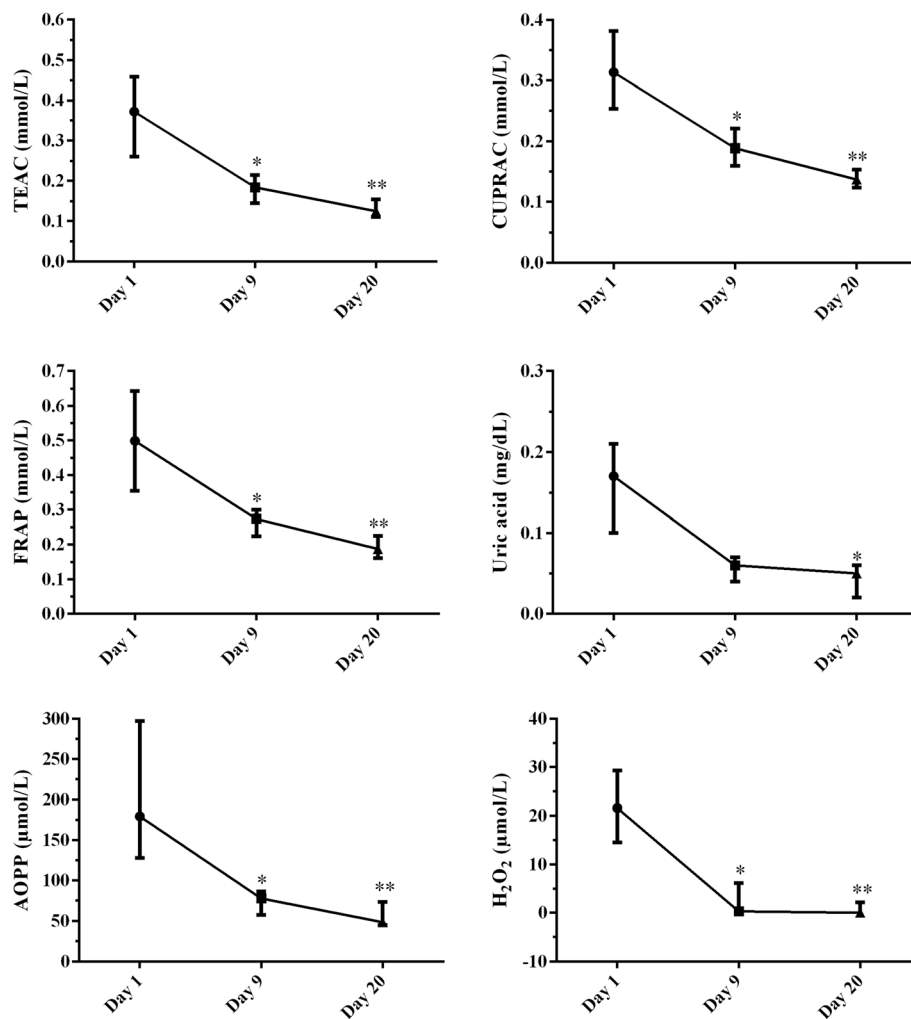 TEAC (mmol/L)
0.6
0.5
0.4
0.3
0.2
0.1
0.0
*
**
Day 1
Day 9
Day 20
CUPRAC (mmol/L)
0.4
0.3
0.2
0.1
0.0
*
**
Day 1
Day 9
Day 20
FRAP (mmol/L)
0.7
0.6
0.5
0.4
0.3
0.2
0.1
0.0
*
**
Day 1
Day 9
Day 20
Uric acid (mg/dL)
0.3
0.2
0.1
0.0
*
Day 1
Day 9
Day 20
AOPP (µmol/L)
300
250
200
150
100
50
0
*
**
Day 1
Day 9
Day 20
H₂O₂ (µmol/L)
40
30
20
10
0
-10
*
**
Day 1
Day 9
Day 20